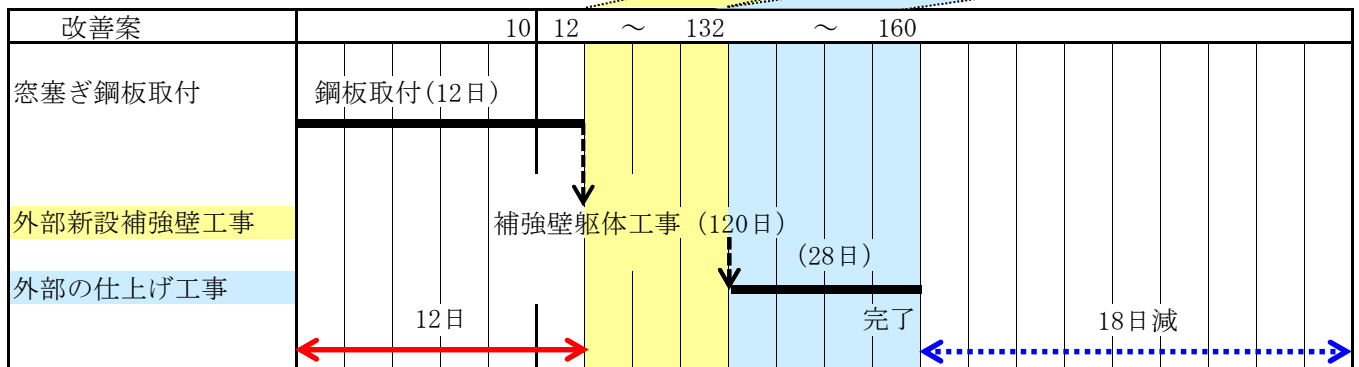 改善案 10 12 ～ 132 ～ 160
窓塞ぎ鋼板取付 鋼板取付(12日)
外部新設補強壁工事 補強壁躯体工事 (120日)
(28日)
外部の仕上げ工事
12日 完了 18日減